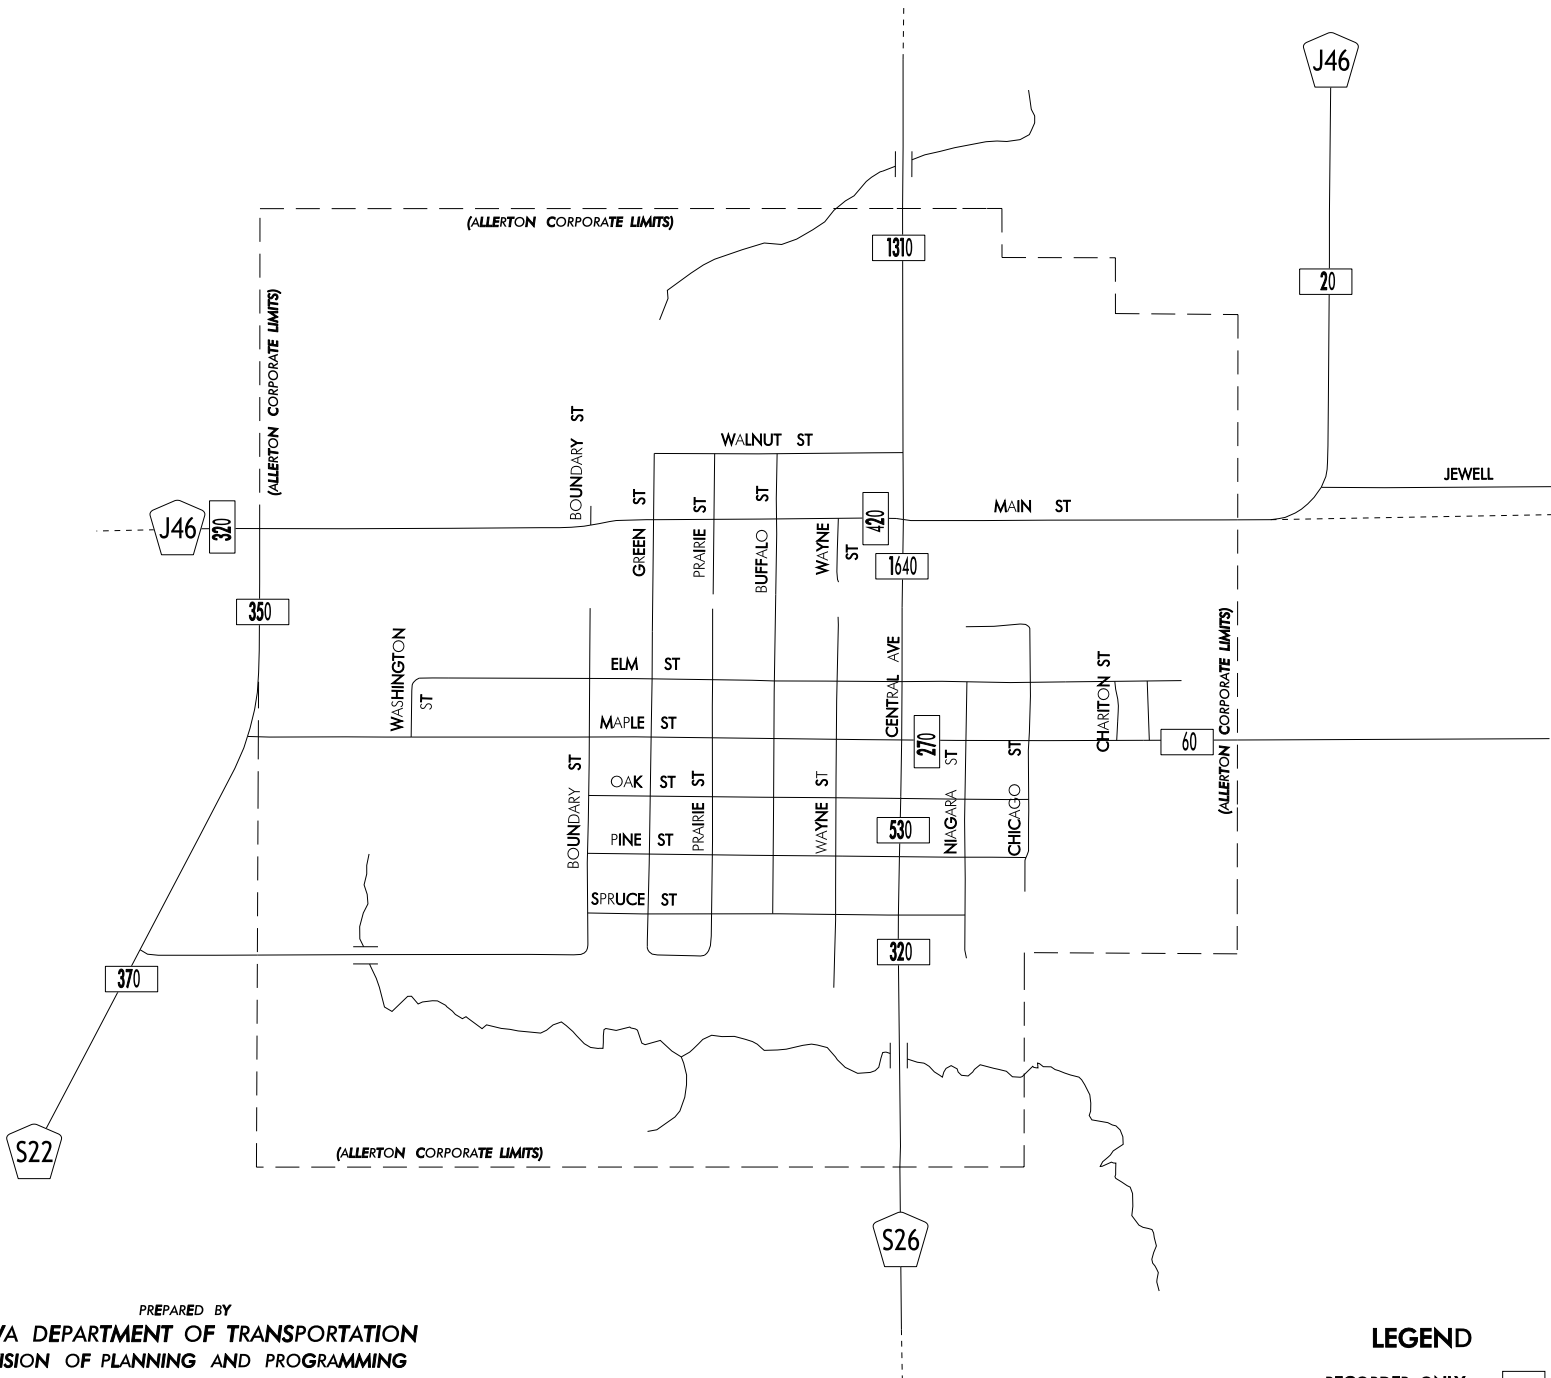 J46
(ALLERTON CORPORATE LIMITS)
1310
20
(ALLERTON CORPORATE LIMITS)
BOUNDARY ST
WALNUT ST
JEWELL
GREEN ST
PRAIRIE ST
BUFFALO ST
420
MAIN ST
J46
320
WAYNE ST
1640
350
WASHINGTON ST
ELM ST
CENTRAL AVE
CHARITON ST
(ALLERTON CORPORATE LIMITS)
MAPLE ST
270
60
BOUNDARY ST
OAK ST
PRAIRIE ST
WAYNE ST
NIAGARA ST
CHICAGO ST
530
PINE ST
SPRUCE ST
320
370
S22
(ALLERTON CORPORATE LIMITS)
S26
PREPARED BY
DEPARTMENT OF TRANSPORTATION
OF PLANNING AND PROGRAMMING
LEGEND